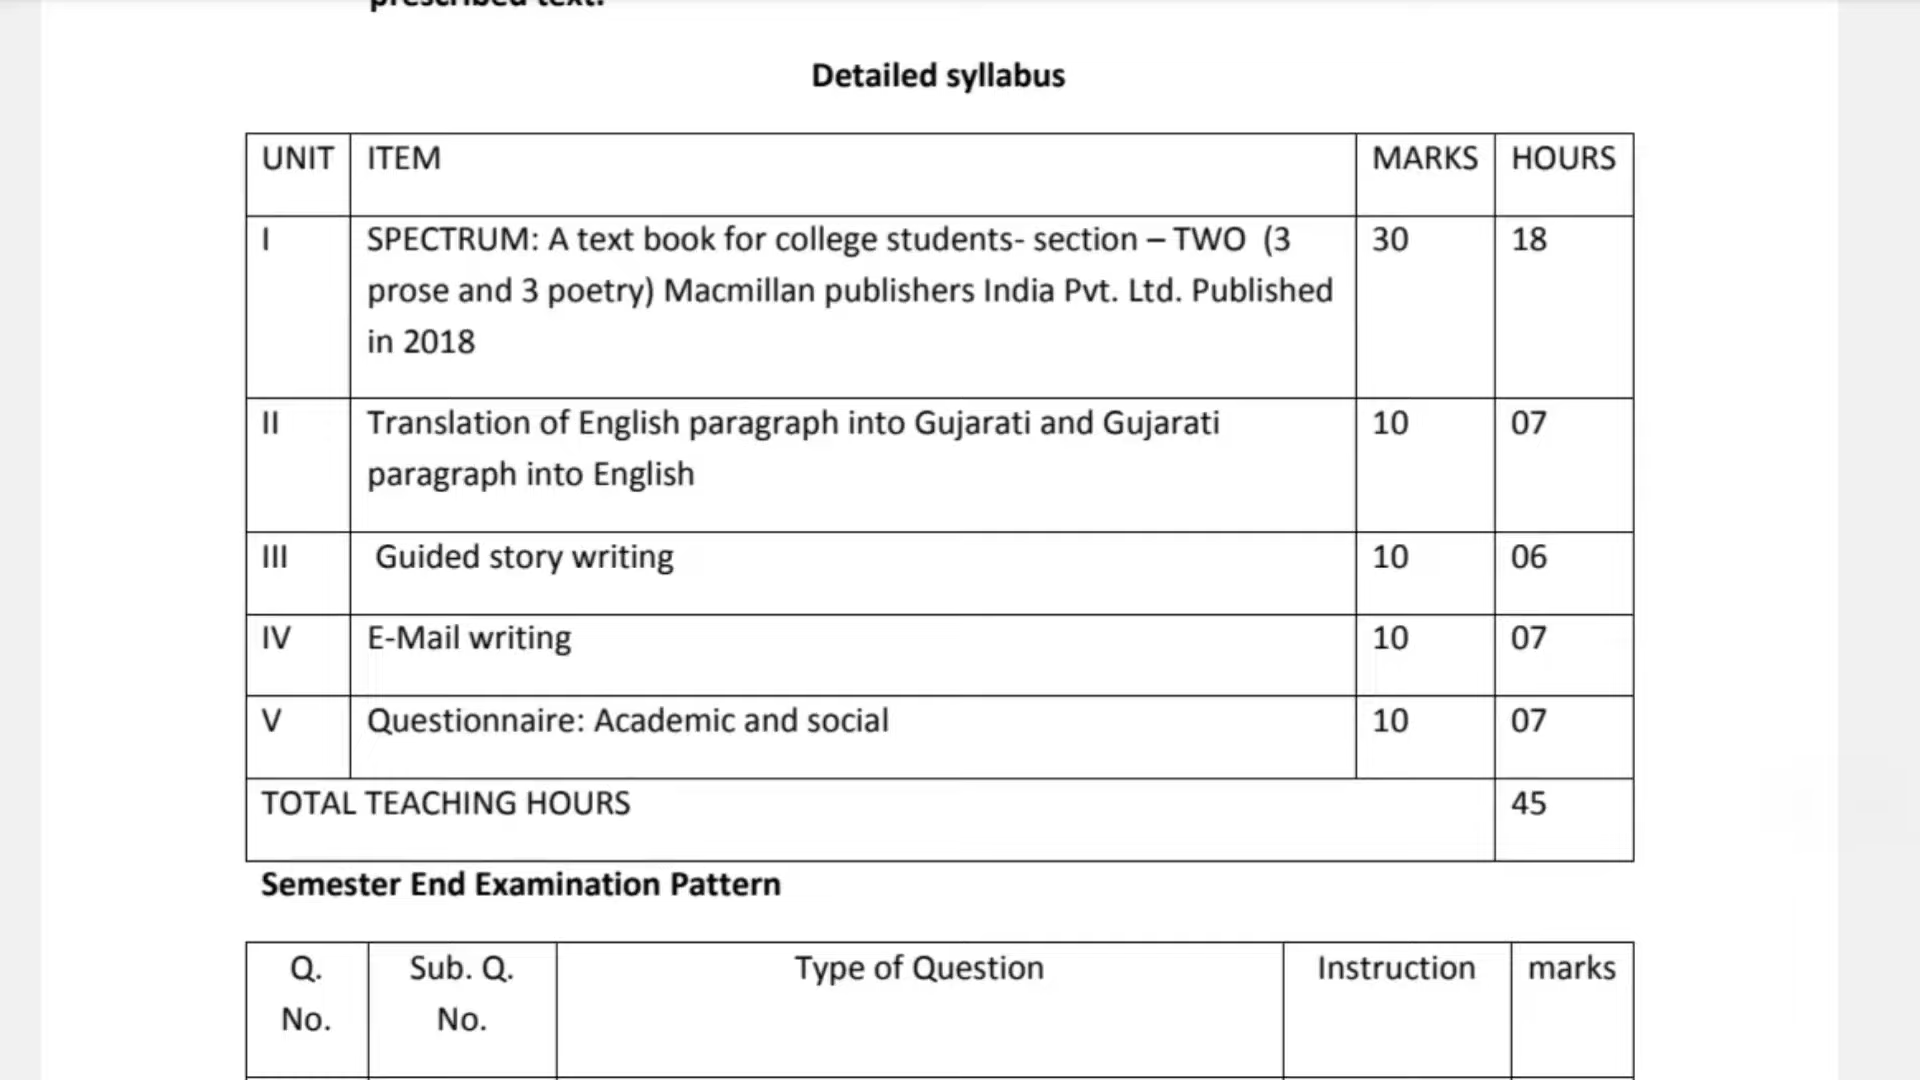 prescribed text.
Detailed syllabus
UNIT ITEM MARKS HOURS
I SPECTRUM: A text book for college students- section – TWO (3 30 18
prose and 3 poetry) Macmillan publishers India Pvt. Ltd. Published
in 2018
II Translation of English paragraph into Gujarati and Gujarati 10 07
paragraph into English
III Guided story writing 10 06
IV E-Mail writing 10 07
V Questionnaire: Academic and social 10 07
TOTAL TEACHING HOURS 45
Semester End Examination Pattern
Q. Sub. Q. Type of Question Instruction marks
No. No.